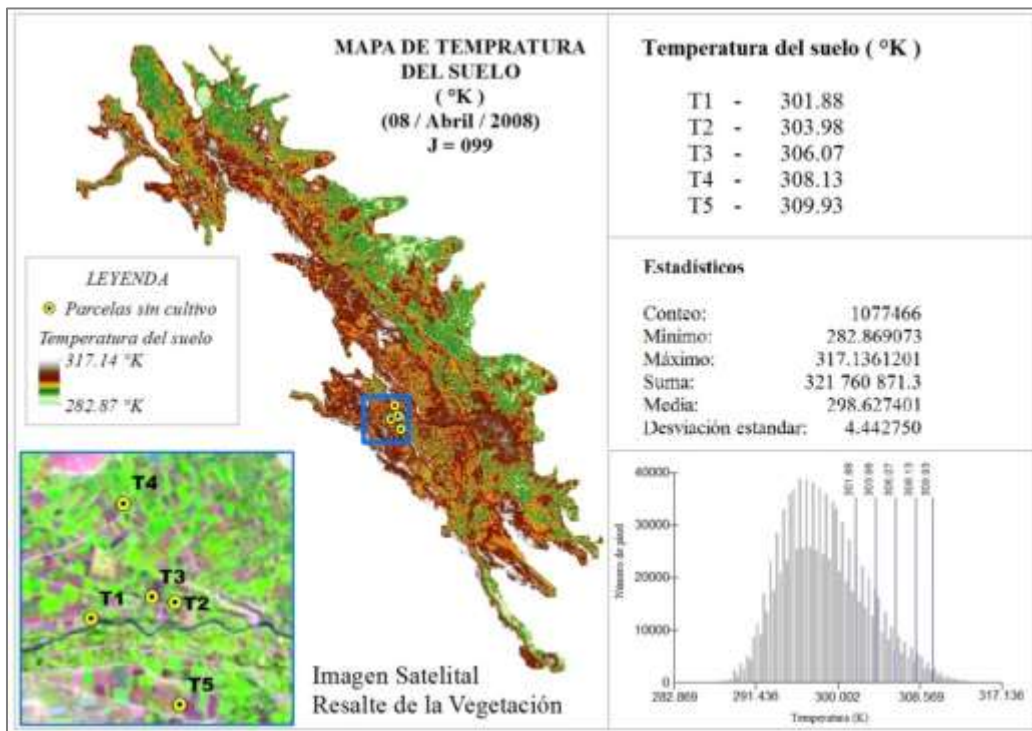 MAPA DE TEMPRATURA
DEL SUELO
( °K )
(08 / Abril / 2008)
J = 099
LEYENDA
Parcelas sin cultivo
Temperatura del suelo
317.14 °K
282.87 °K
T4
T3
T1
T2
T5
Imagen Satelital
Resalte de la Vegetación
Temperatura del suelo ( °K )
T1 - 301.88
T2 - 303.98
T3 - 306.07
T4 - 308.13
T5 - 309.93
Estadísticos
Conteo: 1077466
Mínimo: 282.869073
Máximo: 317.1361201
Suma: 321 760 871.3
Media: 298.627401
Desviación estandar: 4.442750
40000
30000
20000
10000
0
Número de pixel
301.88
303.98
306.07
308.13
309.93
282.869
291.436
300.002
308.569
317.136
Temperatura (K)